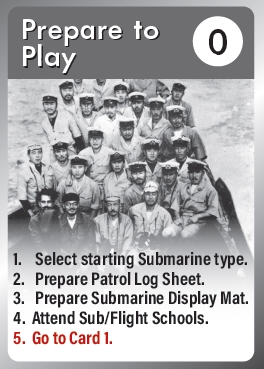 Prepare to
Play
0
1. Select starting Submarine type.
2. Prepare Patrol Log Sheet.
3. Prepare Submarine Display Mat.
4. Attend Sub/Flight Schools.
5. Go to Card 1.